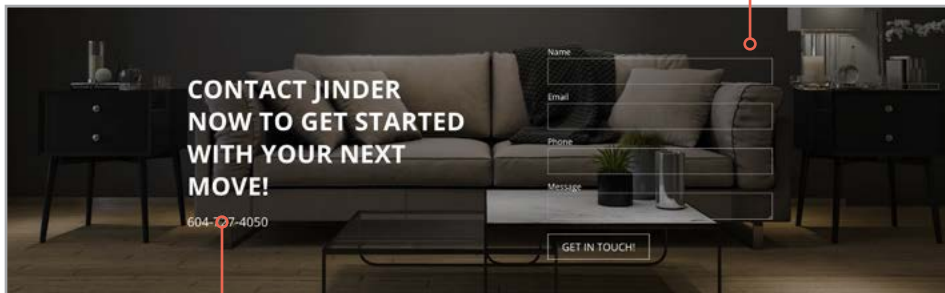 CONTACT JINDER
NOW TO GET STARTED
WITH YOUR NEXT
MOVE!
Name
Email
Phone
Message
GET IN TOUCH!